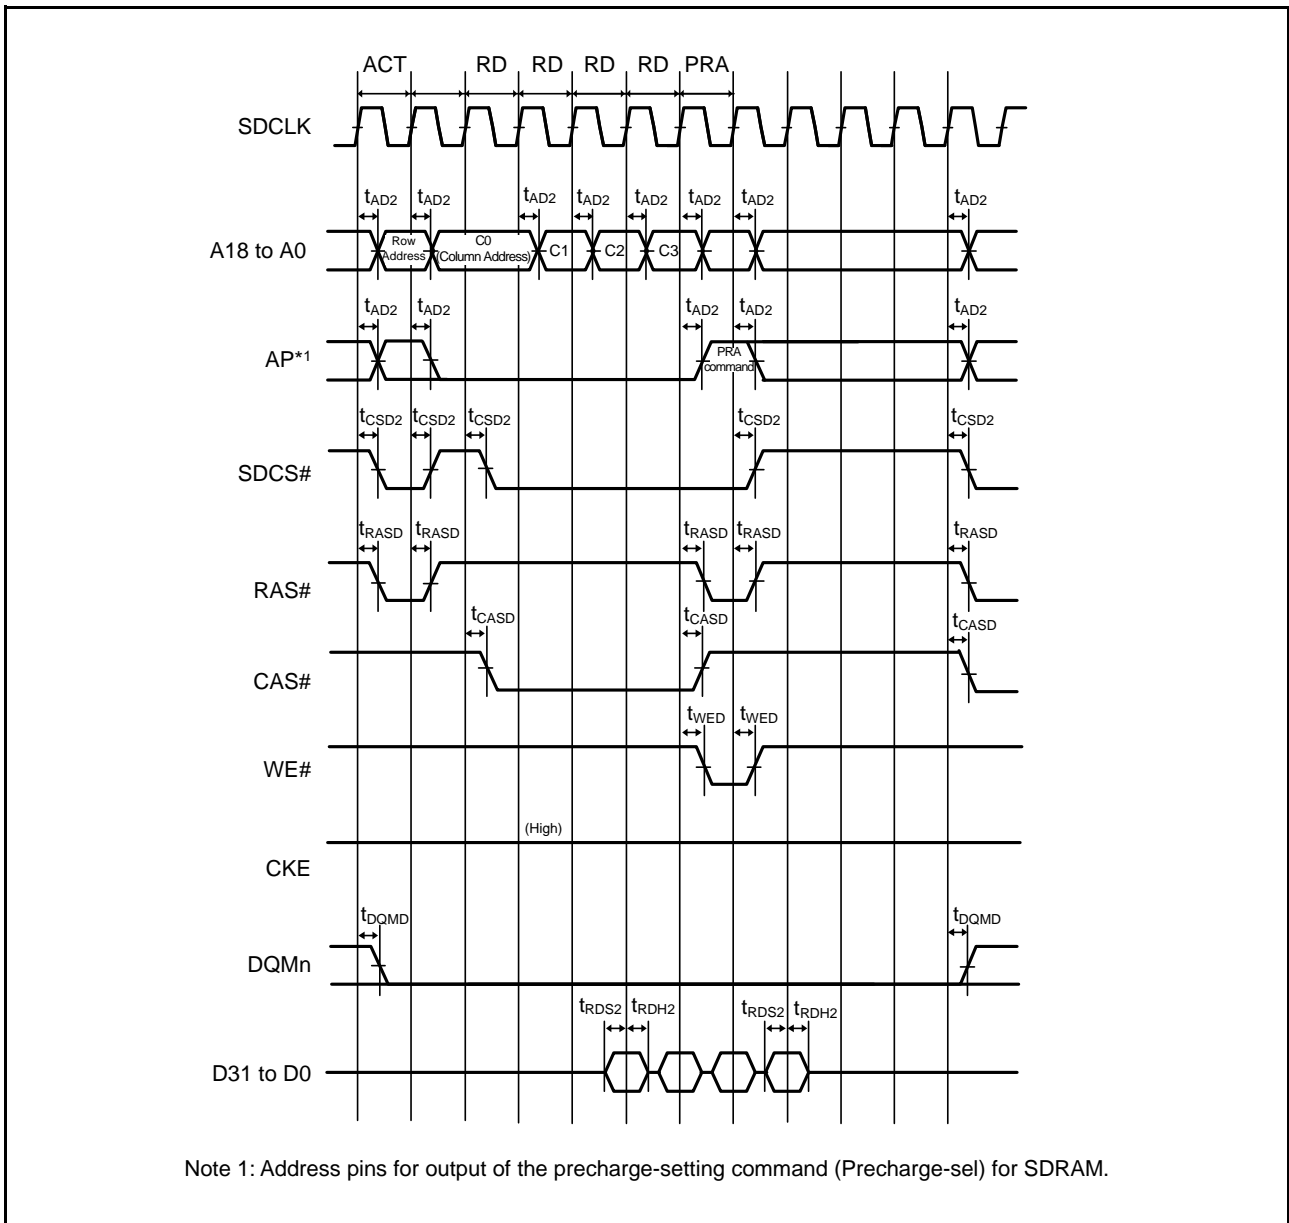 ACT RD RD RD RD PRA
SDCLK
tAD2 tAD2 tAD2 tAD2 tAD2 tAD2 tAD2 tAD2
A18 to A0
Row
Address
C0
(Column Address)
C1
C2
C3
tAD2 tAD2 tAD2 tAD2 tAD2
AP*1
PRA
command
tCSD2 tCSD2 tCSD2 tCSD2 tCSD2
SDCS#
tRASD tRASD tRASD tRASD tRASD
RAS#
tCASD tCASD tCASD
CAS#
tWED tWED
WE#
(High)
CKE
tDQMD tDQMD
DQMn
tRDS2 tRDH2 tRDS2 tRDH2
D31 to D0
Note 1: Address pins for output of the precharge-setting command (Precharge-sel) for SDRAM.